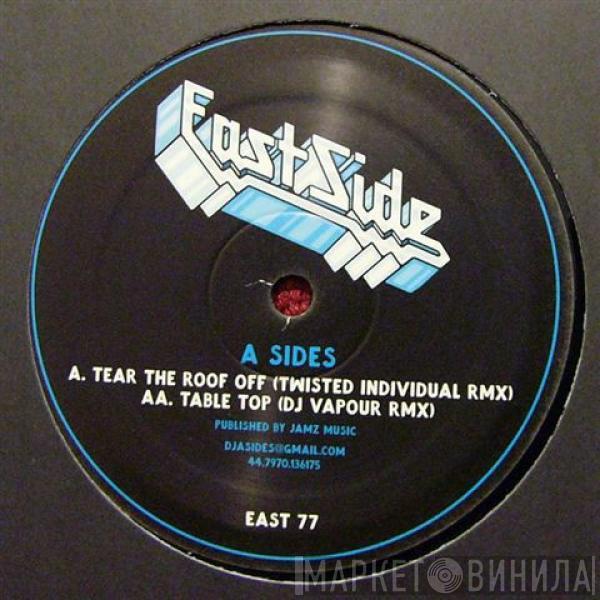 EastSide
A SIDES
A. TEAR THE ROOF OFF (TWISTED INDIVIDUAL RMX)
AA. TABLE TOP (DJ VAPOUR RMX)
PUBLISHED BY JAMZ MUSIC
DJASIDES@GMAIL.COM
44.7970.136175
EAST 77
МАРКЕТ ВИНИЛА